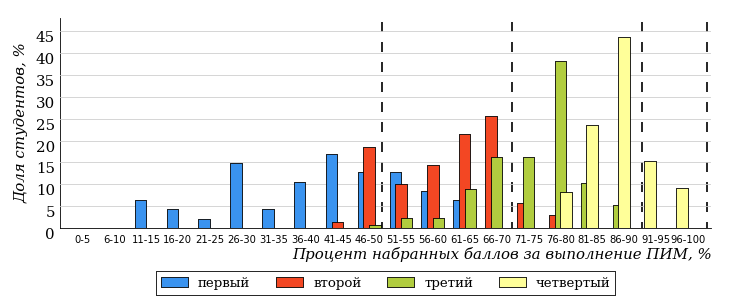 Доля студентов, %
45
40
35
30
25
20
15
10
5
0
0-5 6-10 11-15 16-20 21-25 26-30 31-35 36-40 41-45 46-50 51-55 56-60 61-65 66-70 71-75 76-80 81-85 86-90 91-95 96-100
Процент набранных баллов за выполнение ПИМ, %
первый второй третий четвертый